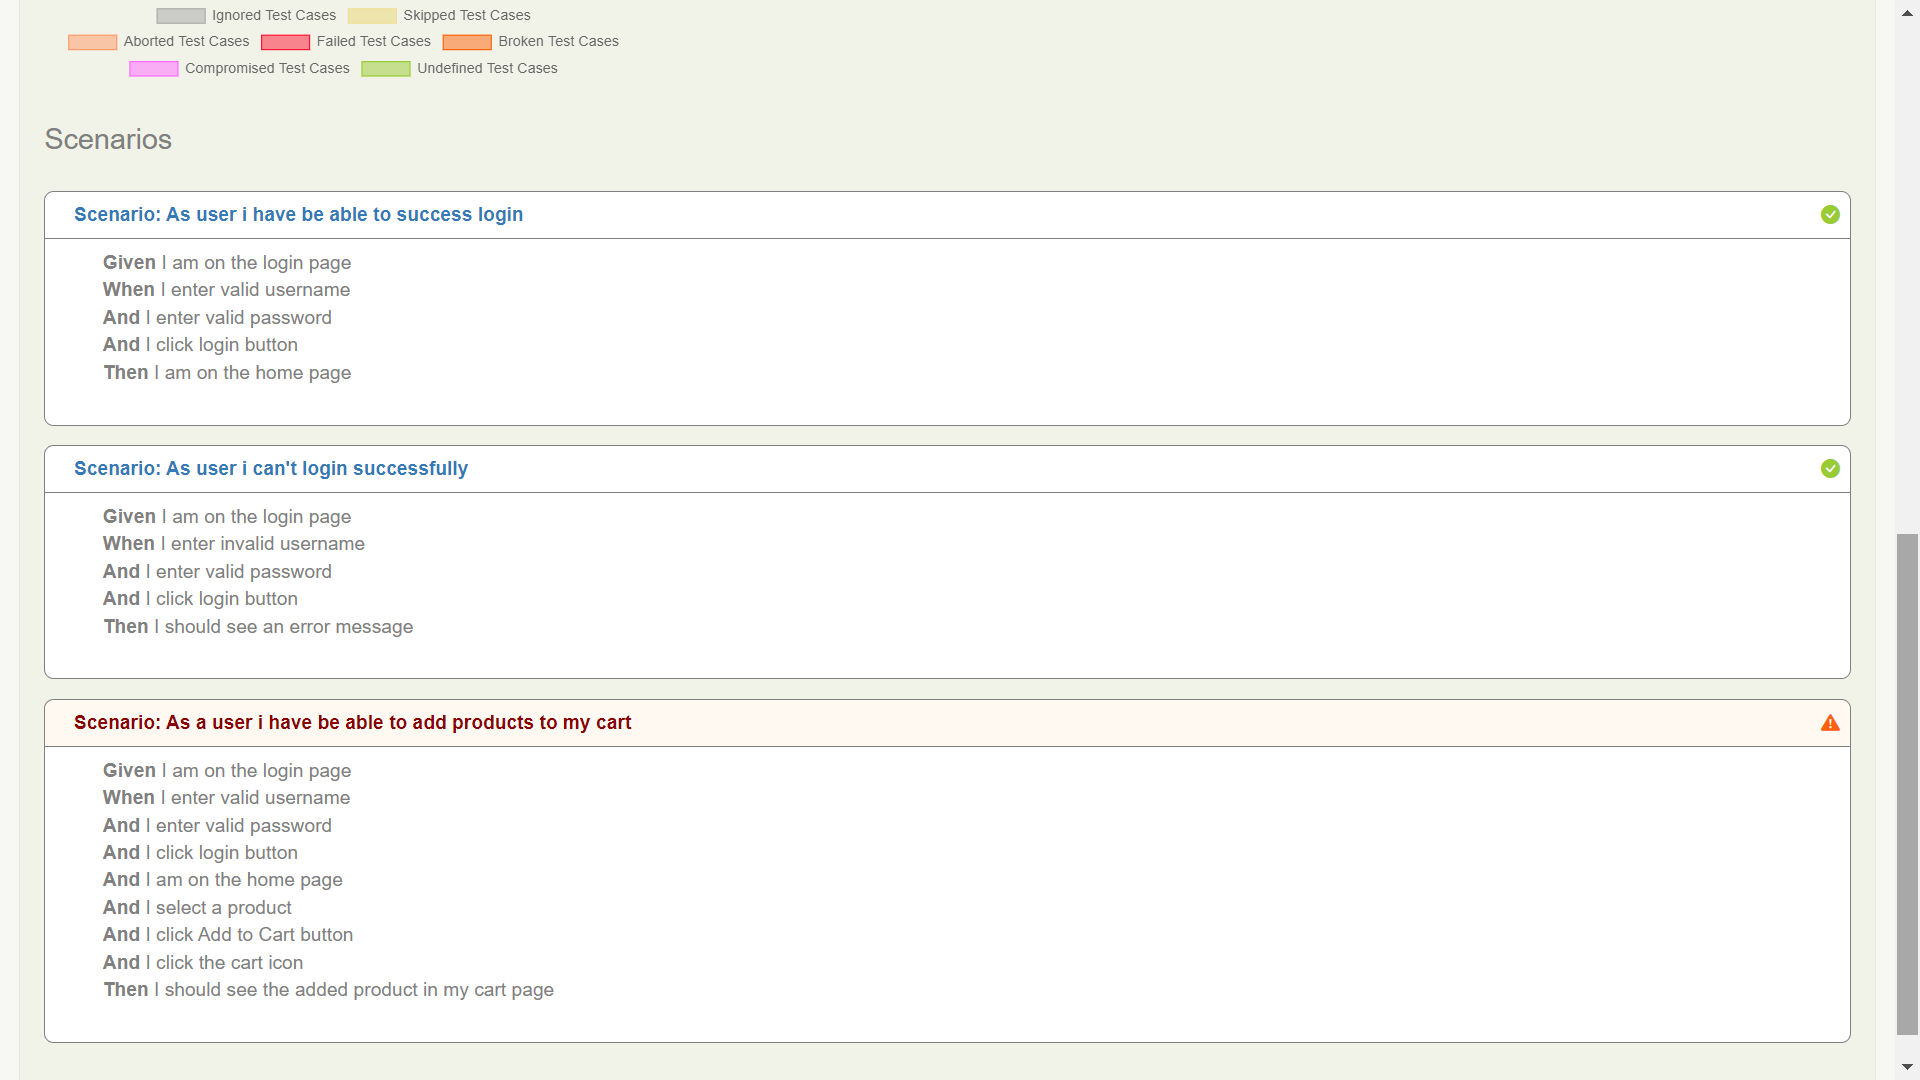 Ignored Test Cases Skipped Test Cases
Aborted Test Cases Failed Test Cases Broken Test Cases
Compromised Test Cases Undefined Test Cases
Scenarios
Scenario: As user i have be able to success login
Given I am on the login page
When I enter valid username
And I enter valid password
And I click login button
Then I am on the home page
Scenario: As user i can't login successfully
Given I am on the login page
When I enter invalid username
And I enter valid password
And I click login button
Then I should see an error message
Scenario: As a user i have be able to add products to my cart
Given I am on the login page
When I enter valid username
And I enter valid password
And I click login button
And I am on the home page
And I select a product
And I click Add to Cart button
And I click the cart icon
Then I should see the added product in my cart page